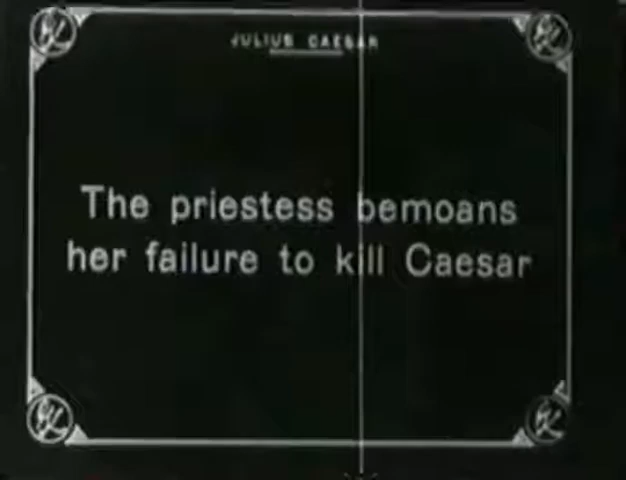 JULIUS CAESAR
The priestess bemoans
her failure to kill Caesar